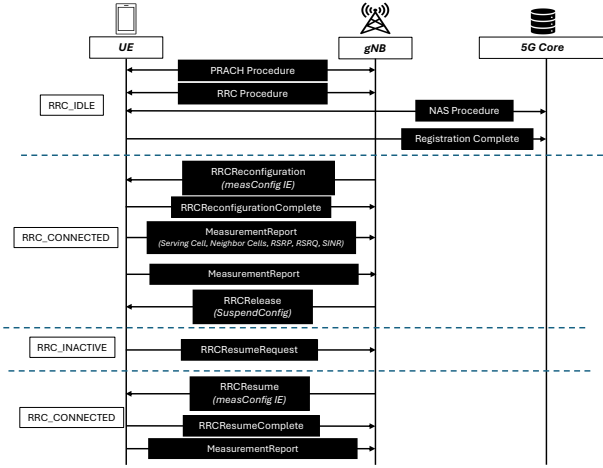 UE
gNB
5G Core
PRACH Procedure
RRC Procedure
RRC_IDLE
NAS Procedure
Registration Complete
RRCReconfiguration
(measConfig IE)
RRCReconfigurationComplete
RRC_CONNECTED
MeasurementReport
(Serving Cell, Neighbor Cells, RSRP, RSRQ, SINR)
MeasurementReport
RRCRelease
(SuspendConfig)
RRC_INACTIVE
RRCResumeRequest
RRCResume
(measConfig IE)
RRC_CONNECTED
RRCResumeComplete
MeasurementReport